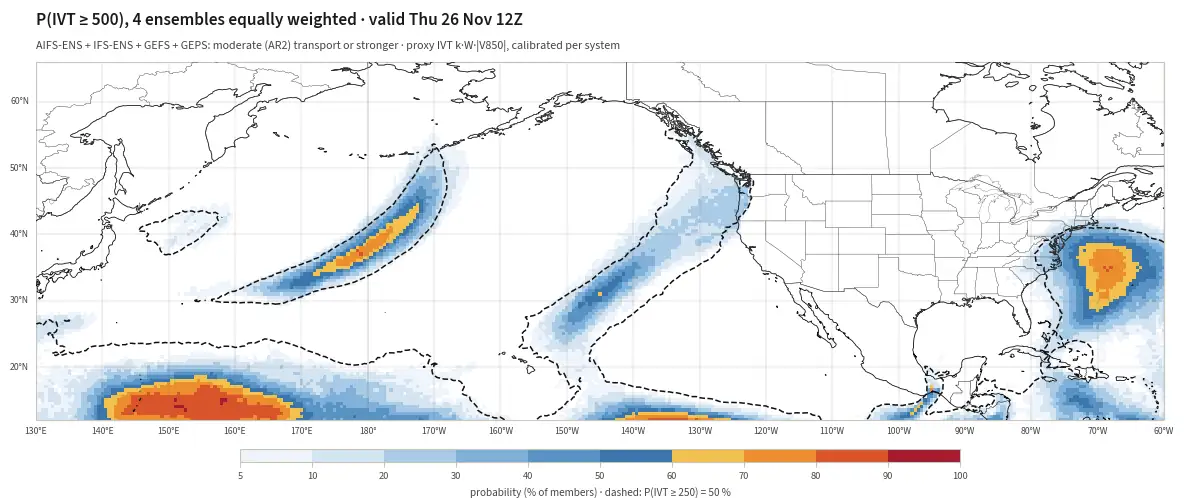 P(IVT ≥ 500), 4 ensembles equally weighted · valid Thu 26 Nov 12Z
AIFS-ENS + IFS-ENS + GEFS + GEPS: moderate (AR2) transport or stronger · proxy IVT k·W·|V850|, calibrated per system
60°N
50°N
40°N
30°N
20°N
130°E 140°E 150°E 160°E 170°E 180° 170°W 160°W 150°W 140°W 130°W 120°W 110°W 100°W 90°W 80°W 70°W 60°W
5 10 20 30 40 50 60 70 80 90 100
probability (% of members) · dashed: P(IVT ≥ 250) = 50 %